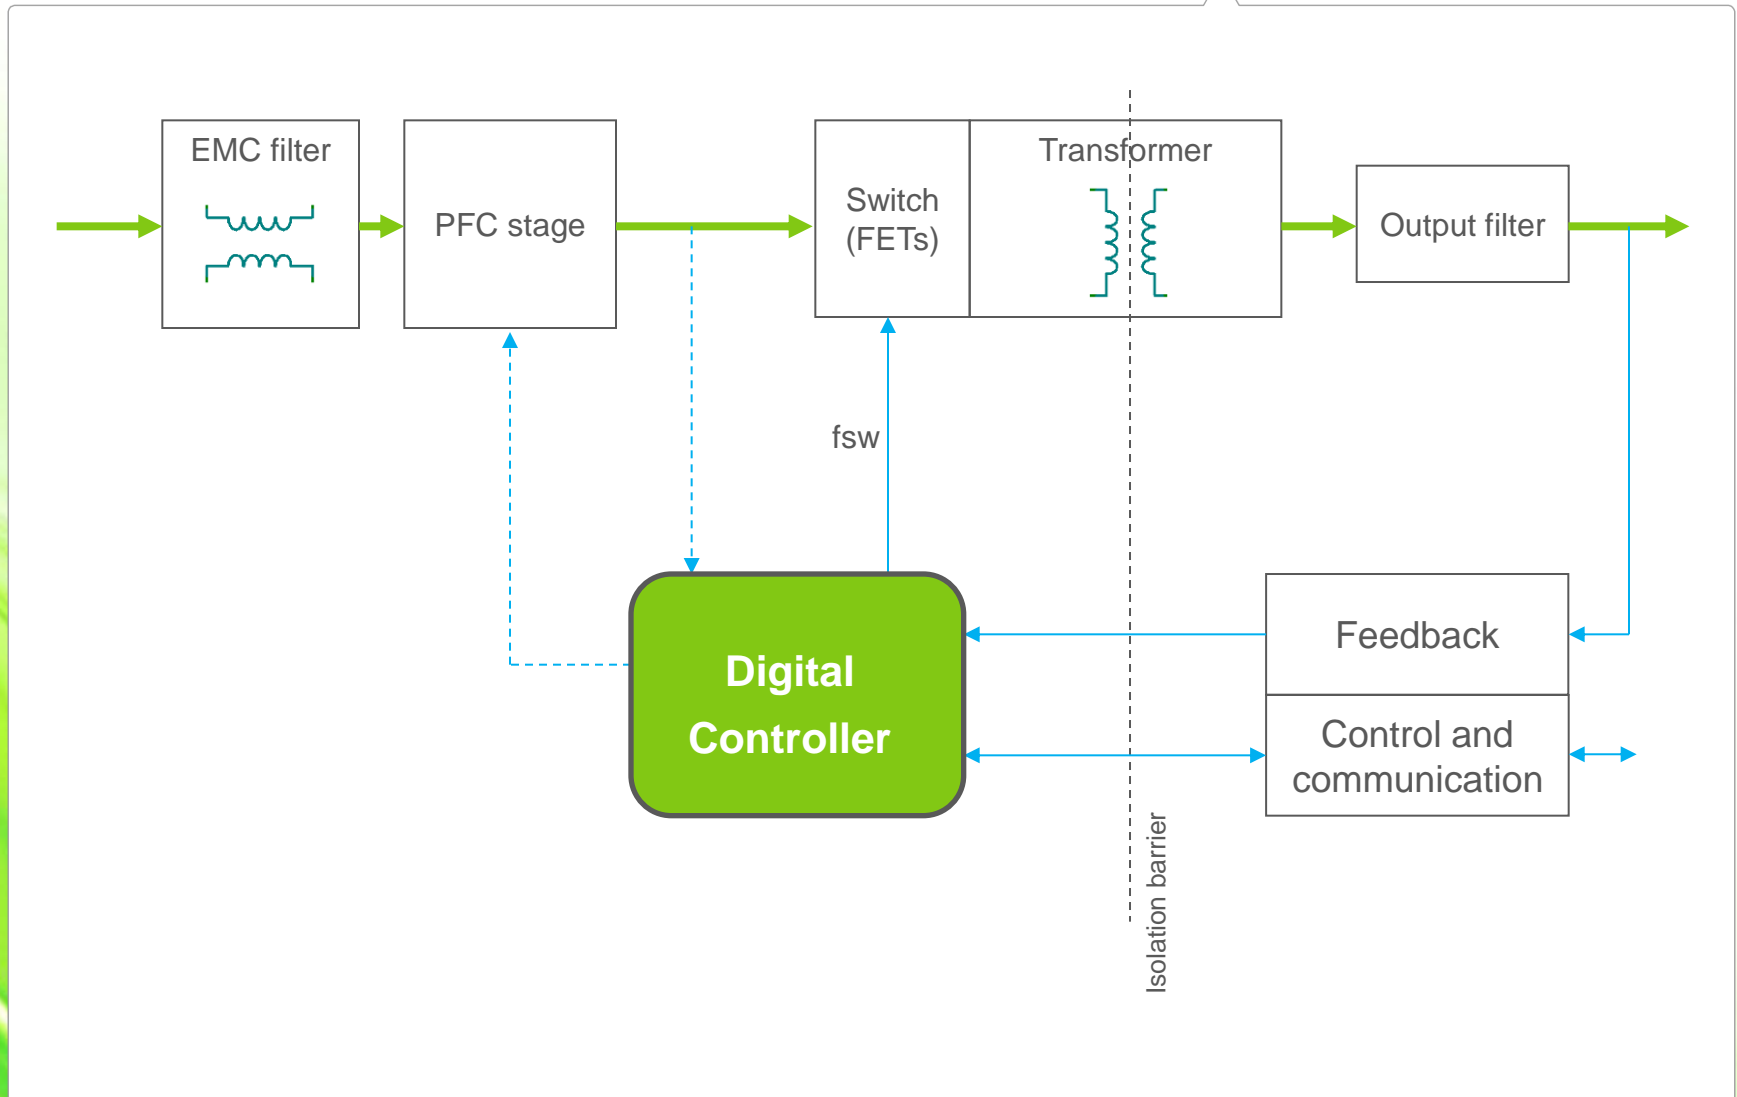 EMC filter
PFC stage
Switch
(FETs)
Transformer
Output filter
fsw
Digital
Controller
Feedback
Control and
communication
Isolation barrier